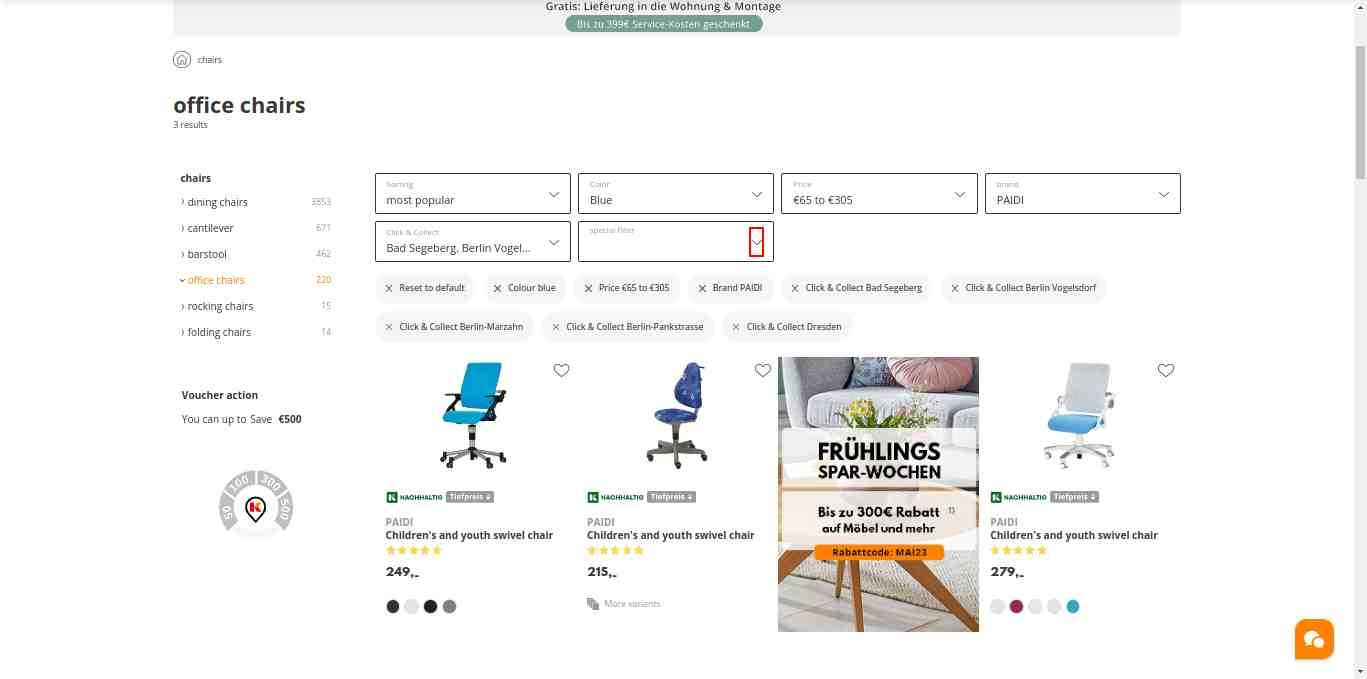 Gratis: Lieferung in die Wohnung & Montage
Bis zu 399€ Service-Kosten geschenkt
chairs
office chairs
3 results
chairs
dining chairs 3853
cantilever 671
barstool 462
office chairs 220
rocking chairs 15
folding chairs 14
Voucher action
You can up to Save €500
50 100 300 500
K
Sorting
most popular
Color
Blue
Price
€65 to €305
Brand
PAIDI
Click & Collect
Bad Segeberg, Berlin Vogel...
special filter
Reset to default
Colour blue
Price €65 to €305
Brand PAIDI
Click & Collect Bad Segeberg
Click & Collect Berlin Vogelsdorf
Click & Collect Berlin-Marzahn
Click & Collect Berlin-Pankstrasse
Click & Collect Dresden
K NACHHALTIG Tiefpreis
PAIDI
Children's and youth swivel chair
249,-
K NACHHALTIG Tiefpreis
PAIDI
Children's and youth swivel chair
215,-
More variants
FRÜHLINGS
SPAR-WOCHEN
Bis zu 300€ Rabatt 1)
auf Möbel und mehr
Rabattcode: MAI23
K NACHHALTIG Tiefpreis
PAIDI
Children's and youth swivel chair
279,-